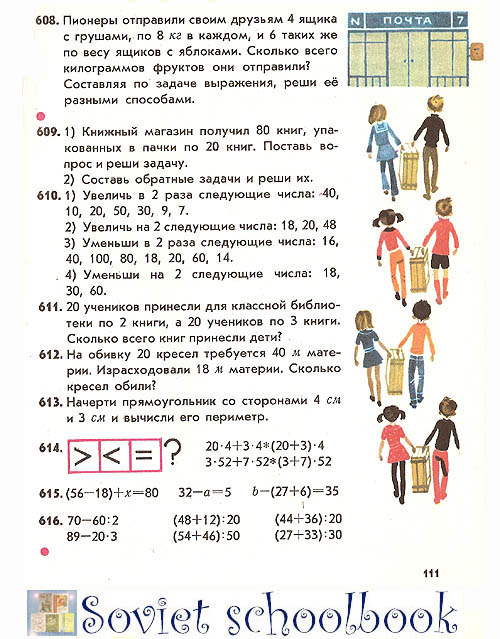 608. Пионеры отправили своим друзьям 4 ящика
с грушами, по 8 кг в каждом, и 6 таких же
по весу ящиков с яблоками. Сколько всего
килограммов фруктов они отправили?
Составляя по задаче выражения, реши её
разными способами.
№ ПОЧТА 7
609. 1) Книжный магазин получил 80 книг, упа-
кованных в пачки по 20 книг. Поставь во-
прос и реши задачу.
2) Составь обратные задачи и реши их.
610. 1) Увеличь в 2 раза следующие числа: 40,
10, 20, 50, 30, 9, 7.
2) Увеличь на 2 следующие числа: 18, 20, 48
3) Уменьши в 2 раза следующие числа: 16,
40, 100, 80, 18, 20, 60, 14.
4) Уменьши на 2 следующие числа: 18,
30, 60.
611. 20 учеников принесли для классной библио-
теки по 2 книги, а 20 учеников по 3 книги.
Сколько всего книг принесли дети?
612. На обивку 20 кресел требуется 40 м мате-
рии. Израсходовали 18 м материи. Сколько
кресел обили?
613. Начерти прямоугольник со сторонами 4 см
и 3 см и вычисли его периметр.
614. > < = ? 20·4+3·4*(20+3)·4
3·52+7·52*(3+7)·52
615. (56−18)+x=80 32−a=5 b−(27+6)=35
616. 70−60:2 (48+12):20 (44+36):20
89−20·3 (54+46):50 (27+33):30
111
Soviet schoolbook